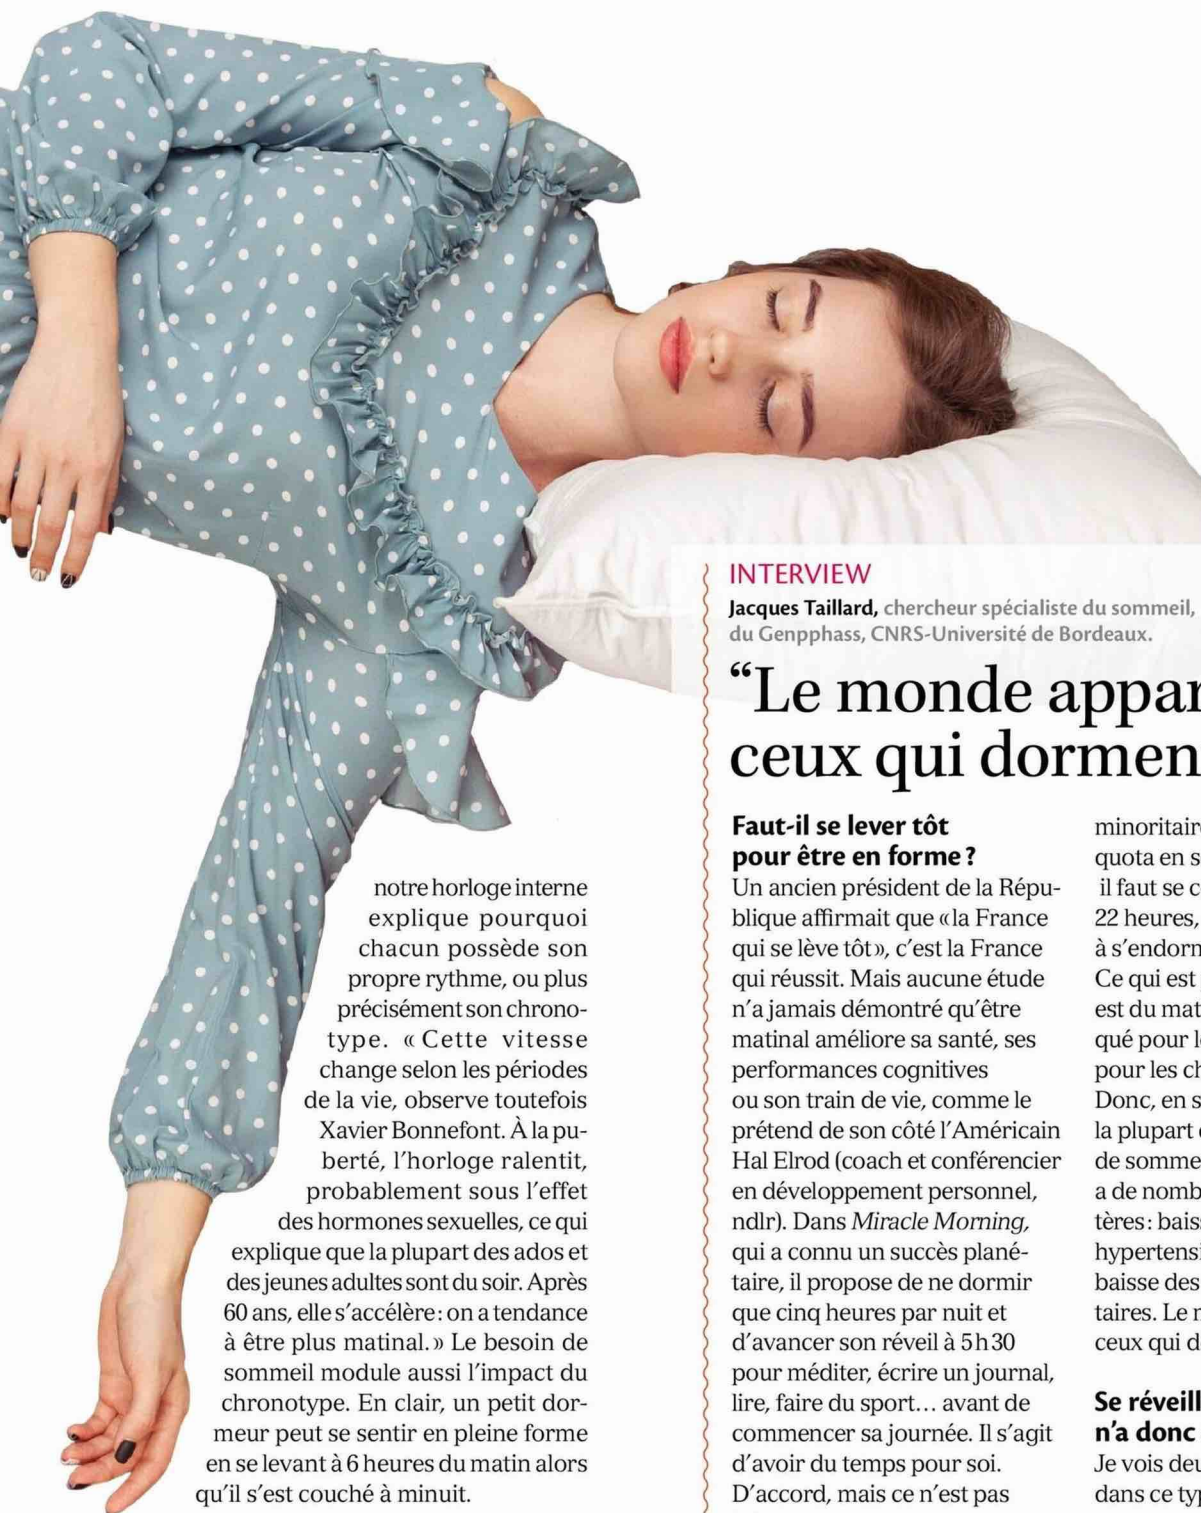 notre horloge interne
explique pourquoi
chacun possède son
propre rythme, ou plus
précisément son chrono-
type. « Cette vitesse
change selon les périodes
de la vie, observe toutefois
Xavier Bonnefont. À la pu-
berté, l'horloge ralentit,
probablement sous l'effet
des hormones sexuelles, ce qui
explique que la plupart des ados et
des jeunes adultes sont du soir. Après
60 ans, elle s'accélère : on a tendance
à être plus matinal. » Le besoin de
sommeil module aussi l'impact du
chronotype. En clair, un petit dor-
meur peut se sentir en pleine forme
en se levant à 6 heures du matin alors
qu'il s'est couché à minuit.
INTERVIEW
Jacques Taillard, chercheur spécialiste du sommeil,
du Genpphass, CNRS-Université de Bordeaux.
“Le monde appar
ceux qui dormen
Faut-il se lever tôt
pour être en forme ?
Un ancien président de la Répu-
blique affirmait que « la France
qui se lève tôt », c'est la France
qui réussit. Mais aucune étude
n'a jamais démontré qu'être
matinal améliore sa santé, ses
performances cognitives
ou son train de vie, comme le
prétend de son côté l'Américain
Hal Elrod (coach et conférencier
en développement personnel,
ndlr). Dans Miracle Morning,
qui a connu un succès plané-
taire, il propose de ne dormir
que cinq heures par nuit et
d'avancer son réveil à 5 h 30
pour méditer, écrire un journal,
lire, faire du sport… avant de
commencer sa journée. Il s'agit
d'avoir du temps pour soi.
D'accord, mais ce n'est pas
minoritair
quota en s
il faut se c
22 heures,
à s'endorm
Ce qui est
est du mat
qué pour l
pour les ch
Donc, en s
la plupart
de somme
a de nomb
tères : bais
hypertensi
baisse des
taires. Le
ceux qui d
Se réveill
n'a donc
Je vois deu
dans ce typ